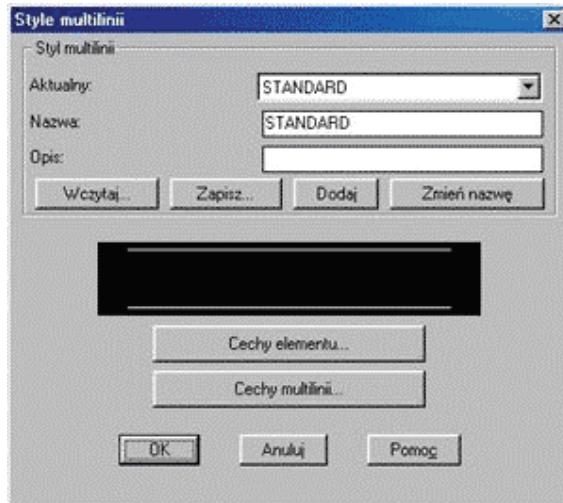 Style multilinii
Styl multilinii
Aktualny: STANDARD
Nazwa: STANDARD
Opis:
Wczytaj... Zapisz... Dodaj Zmień nazwę
Cechy elementu...
Cechy multilinii...
OK Anuluj Pomoc